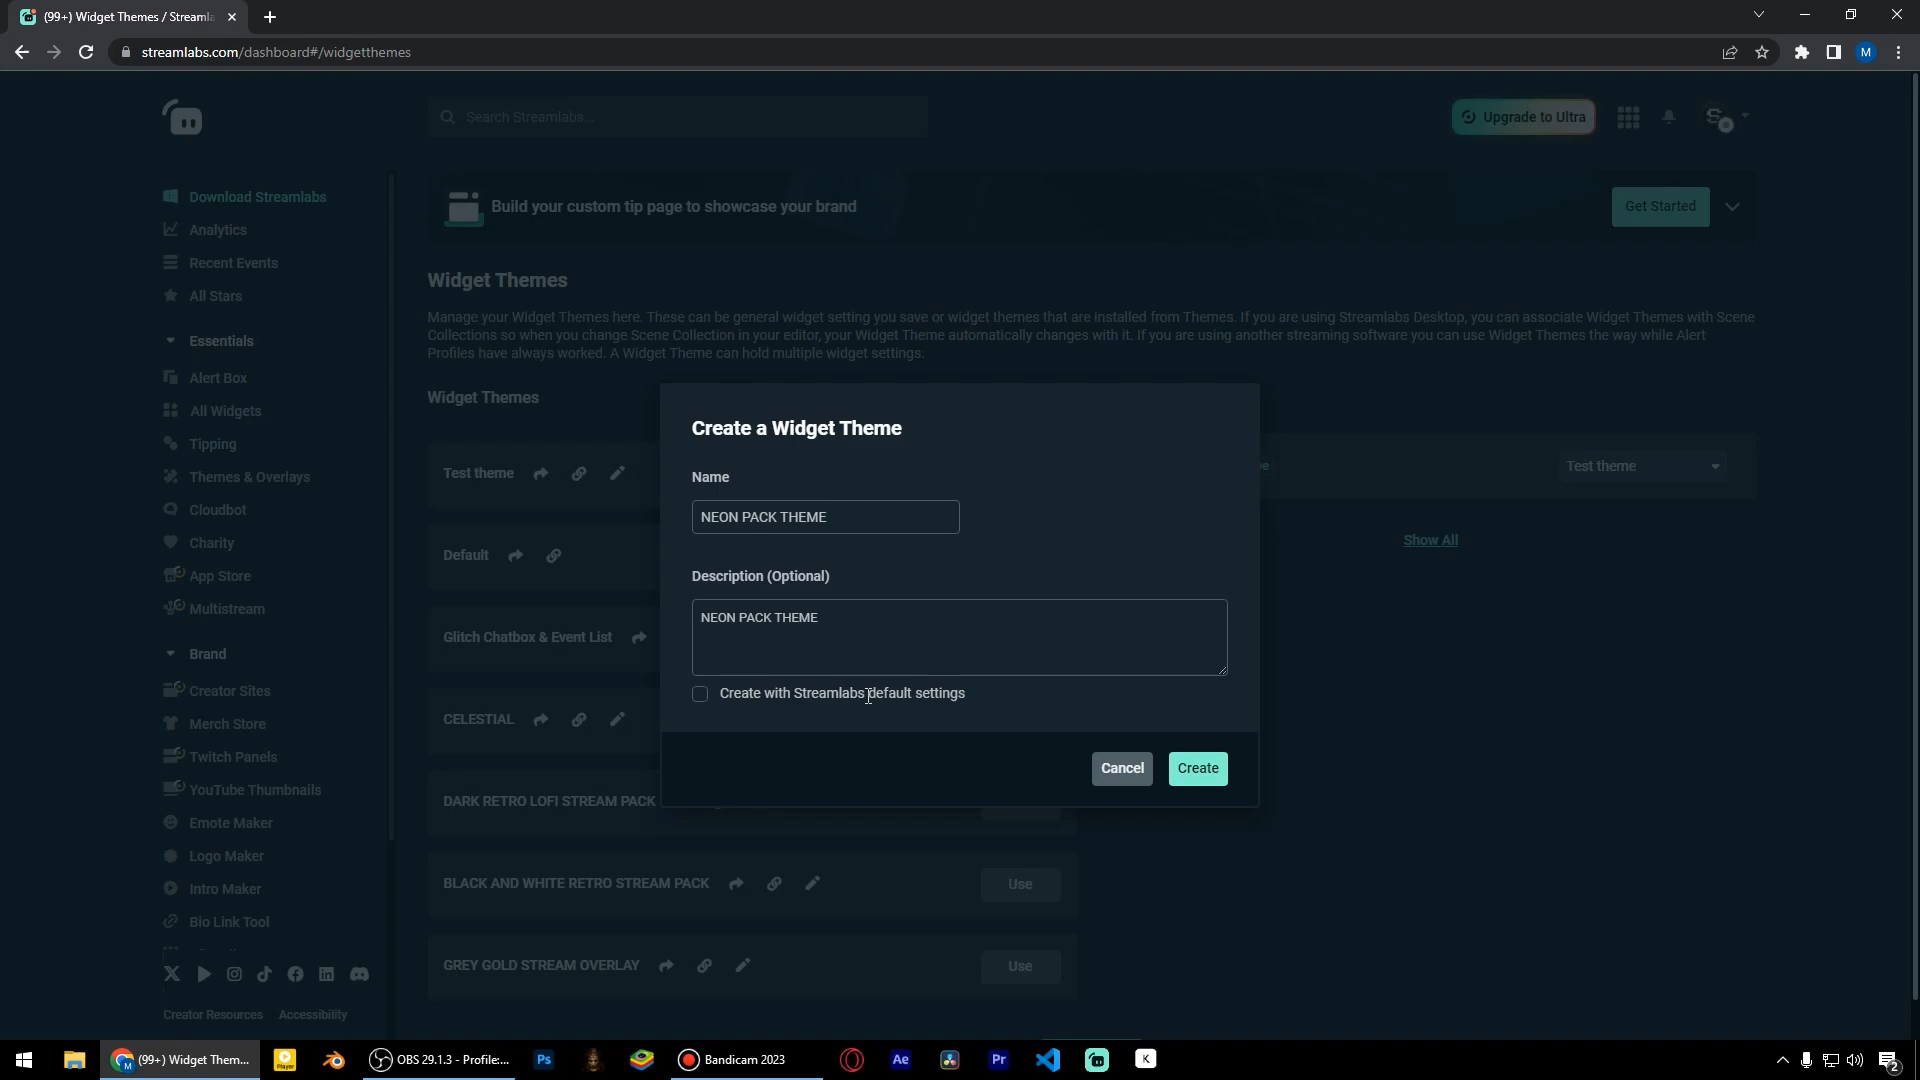 (99+) Widget Themes / Streamla
streamlabs.com/dashboard#/widgetthemes
M
Search Streamlabs...
Upgrade to Ultra
S
Download Streamlabs
Analytics
Recent Events
All Stars
Essentials
Alert Box
All Widgets
Tipping
Themes & Overlays
Cloudbot
Charity
App Store
Multistream
Brand
Creator Sites
Merch Store
Twitch Panels
YouTube Thumbnails
Emote Maker
Logo Maker
Intro Maker
Bio Link Tool
Creator Resources Accessibility
Build your custom tip page to showcase your brand
Get Started
Widget Themes
Manage your Widget Themes here. These can be general widget setting you save or widget themes that are installed from Themes. If you are using Streamlabs Desktop, you can associate Widget Themes with Scene
Collections so when you change Scene Collection in your editor, your Widget Theme automatically changes with it. If you are using another streaming software you can use Widget Themes the way while Alert
Profiles have always worked. A Widget Theme can hold multiple widget settings.
Widget Themes
Test theme
Default
Glitch Chatbox & Event List
CELESTIAL
DARK RETRO LOFI STREAM PACK
BLACK AND WHITE RETRO STREAM PACK
Use
GREY GOLD STREAM OVERLAY
Use
Test theme
Show All
Create a Widget Theme
Name
NEON PACK THEME
Description (Optional)
NEON PACK THEME
Create with Streamlabs default settings
Cancel
Create
(99+) Widget Them...
Player
OBS 29.1.3 - Profile:...
Ps
Bandicam 2023
Ae
Pr
K
2